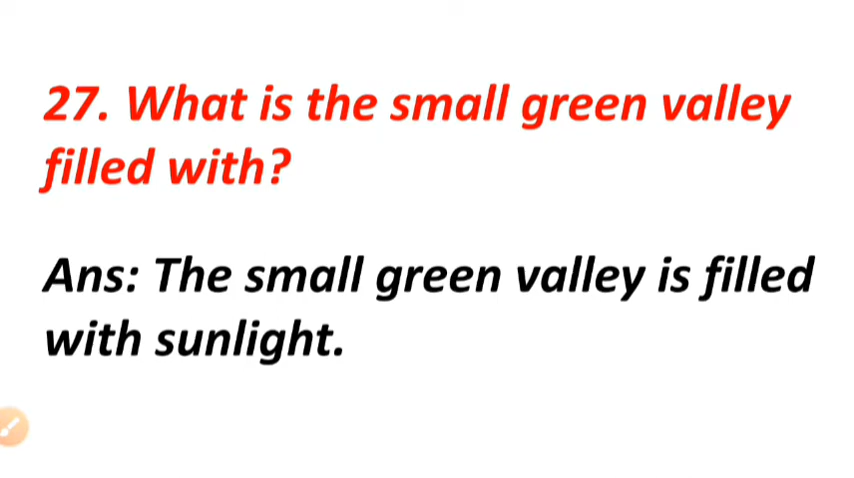 27. What is the small green valley
filled with?
Ans: The small green valley is filled
with sunlight.